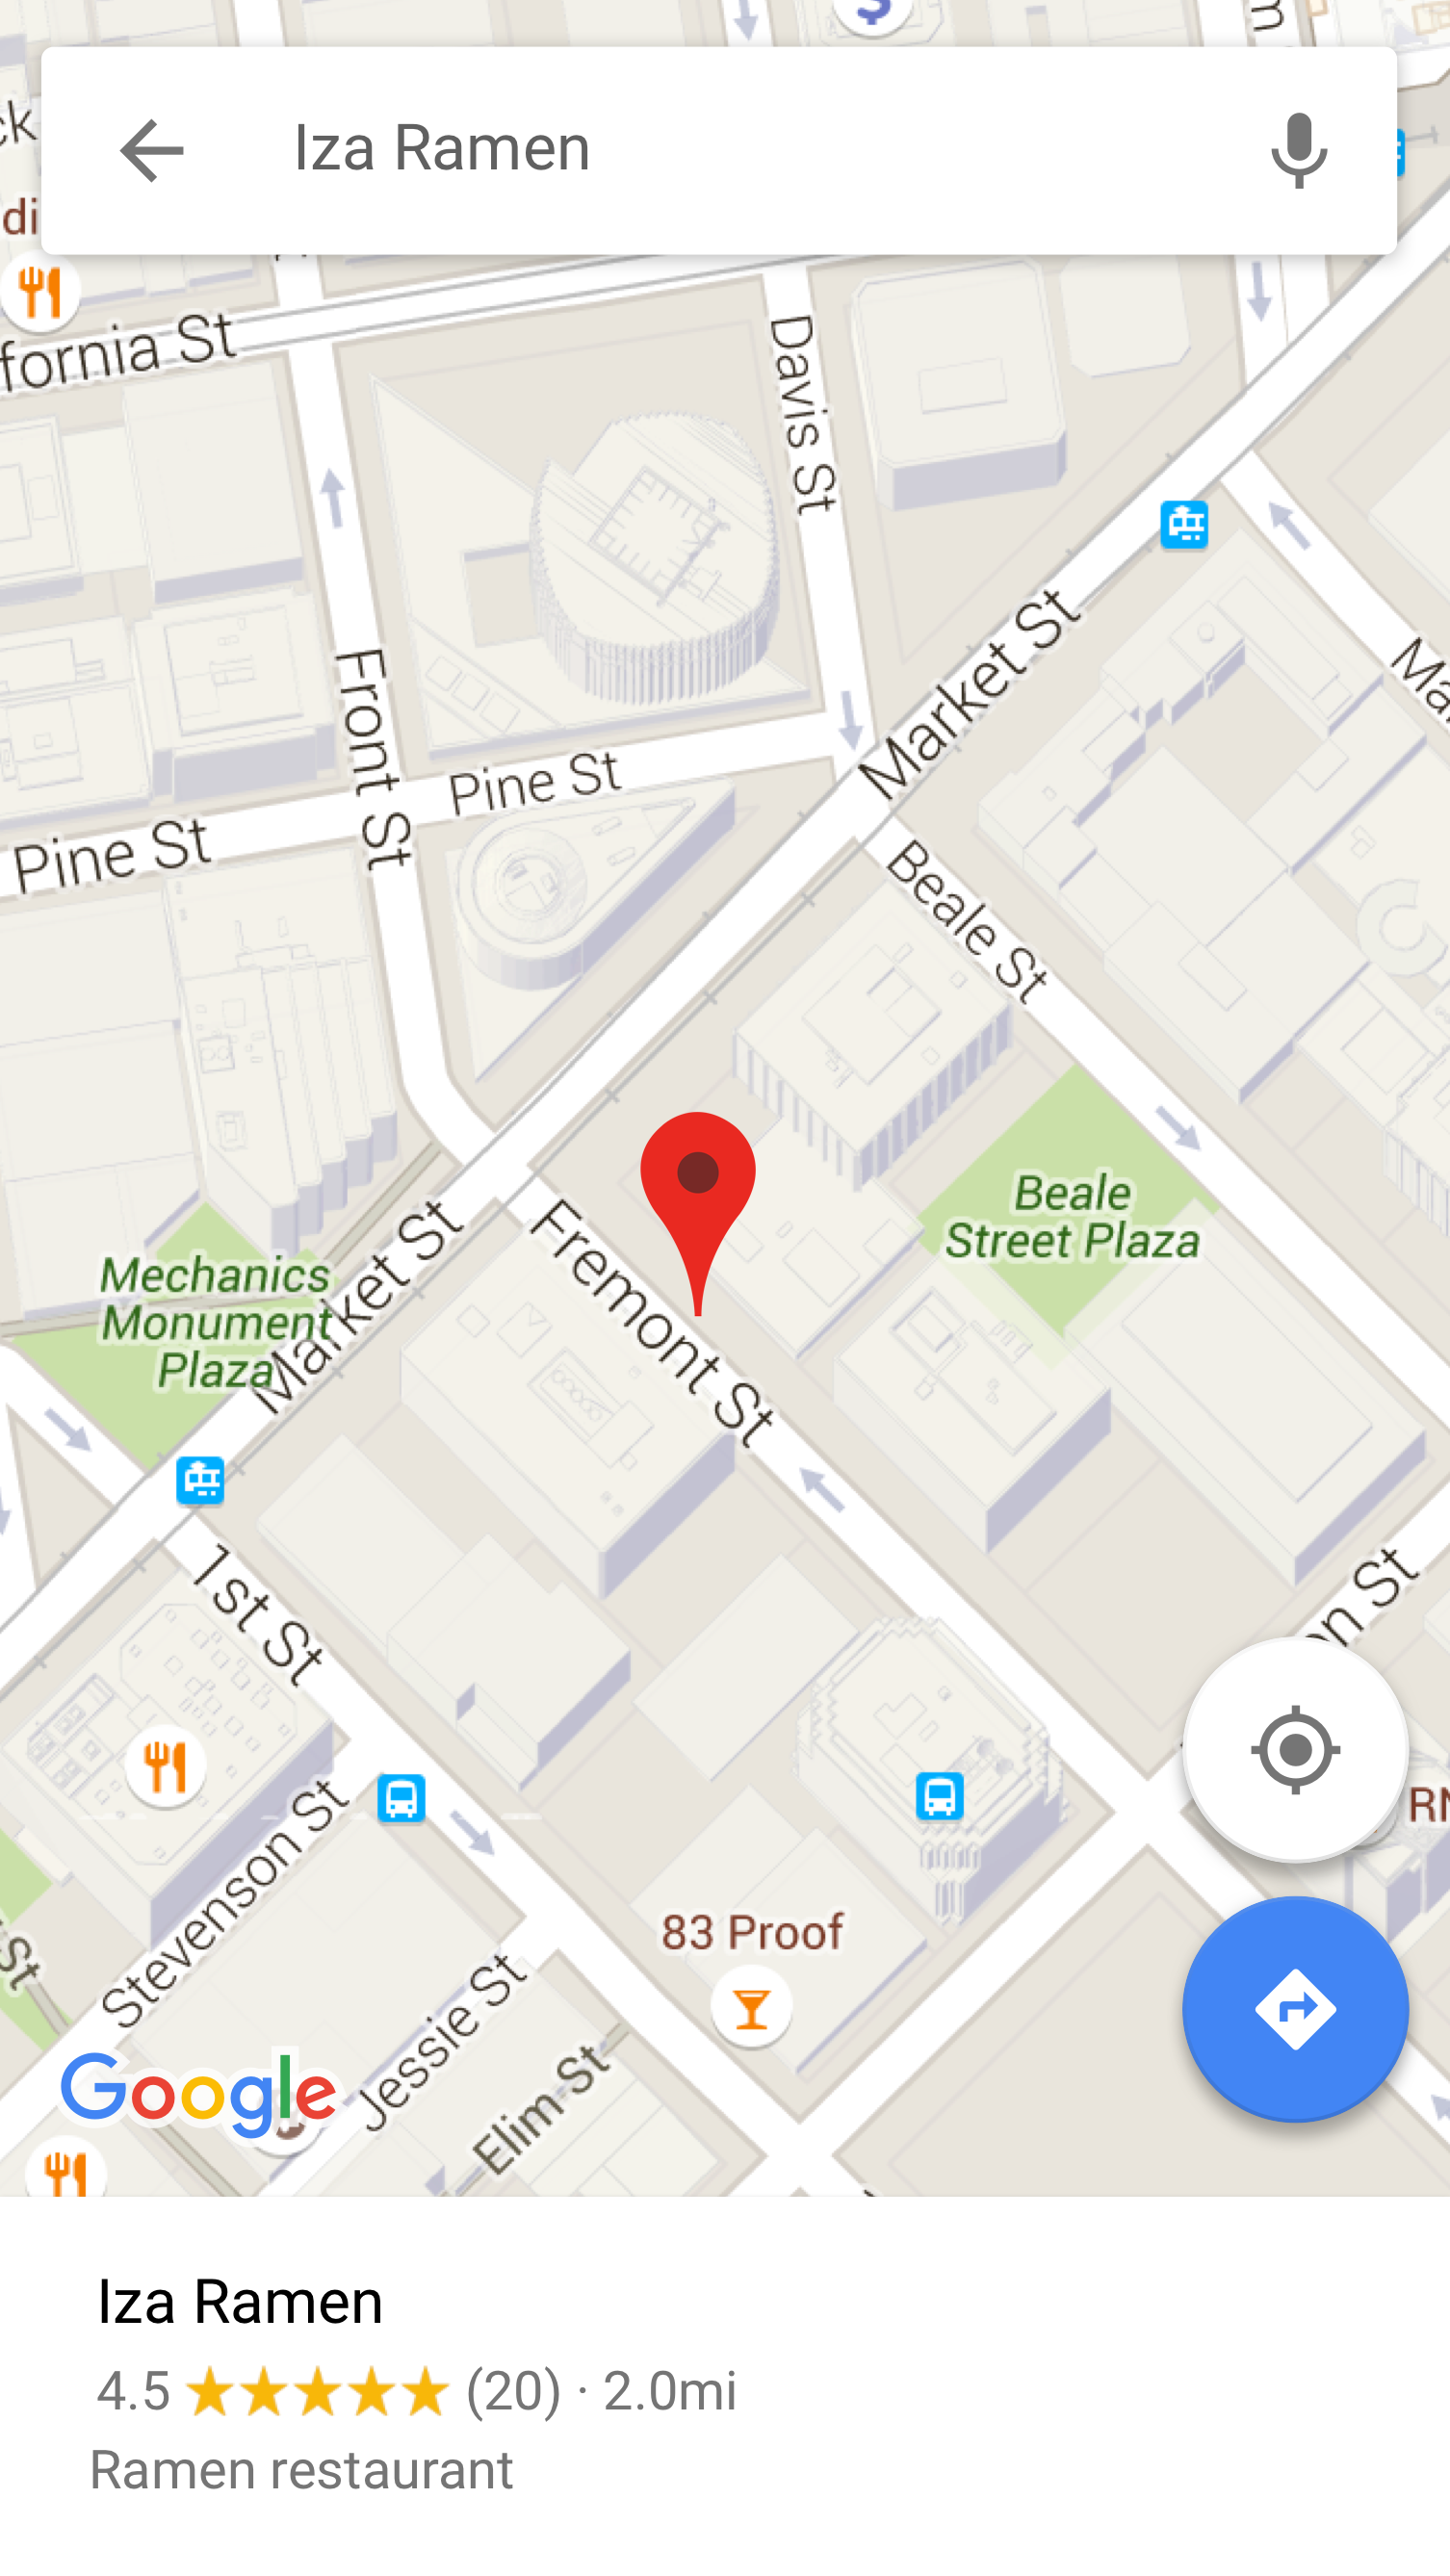 Iza Ramen
fornia St
Davis St
Market St
Front St
Pine St
Pine St
Beale St
Beale
Street Plaza
Mechanics
Monument
Plaza
Market St
Fremont St
1st St
Stevenson St
83 Proof
Jessie St
Elim St
Google
Iza Ramen
4.5 ★★★★★ (20) · 2.0mi
Ramen restaurant